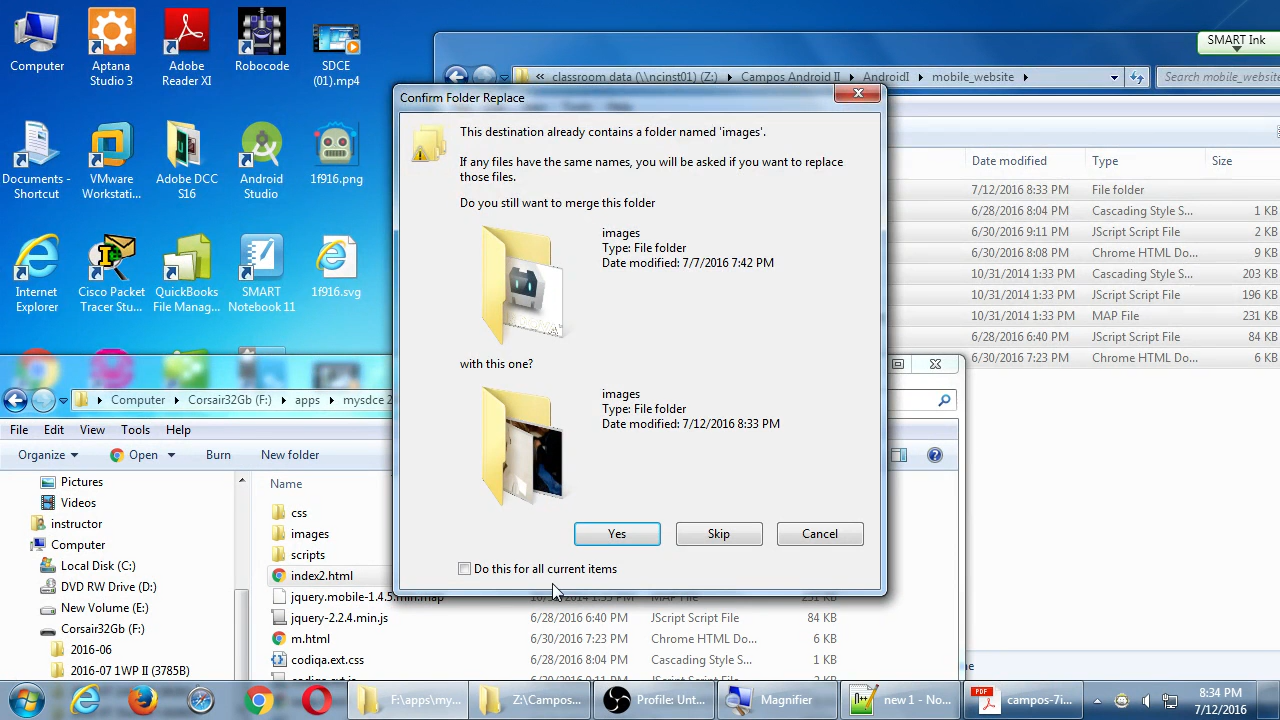 Computer
Aptana
Studio 3
Adobe
Reader XI
Robocode
SDCE
(01).mp4
Documents -
Shortcut
VMware
Workstati...
Adobe DCC
S16
Android
Studio
1f916.png
Internet
Explorer
Cisco Packet
Tracer Stu...
QuickBooks
File Manag...
SMART
Notebook 11
1f916.svg
SMART Ink
« classroom data (\\ncinst01) (Z:) Campos Android II AndroidI mobile_website
Search mobile_website
Date modified Type Size
7/12/2016 8:33 PM File folder
6/28/2016 8:04 PM Cascading Style S... 1 KB
6/30/2016 9:11 PM JScript Script File 2 KB
6/30/2016 6:08 PM Chrome HTML Do... 9 KB
10/31/2014 1:33 PM Cascading Style S... 203 KB
10/31/2014 1:33 PM JScript Script File 196 KB
10/31/2014 1:33 PM MAP File 231 KB
6/28/2016 6:40 PM JScript Script File 84 KB
6/30/2016 7:23 PM Chrome HTML Do... 6 KB
Confirm Folder Replace
This destination already contains a folder named 'images'.
If any files have the same names, you will be asked if you want to replace
those files.
Do you still want to merge this folder
images
Type: File folder
Date modified: 7/7/2016 7:42 PM
with this one?
images
Type: File folder
Date modified: 7/12/2016 8:33 PM
Yes Skip Cancel
Do this for all current items
Computer Corsair32Gb (F:) apps mysdce 2
File Edit View Tools Help
Organize Open Burn New folder
Pictures
Videos
instructor
Computer
Local Disk (C:)
DVD RW Drive (D:)
New Volume (E:)
Corsair32Gb (F:)
2016-06
2016-07 1WP II (3785B)
Name
css
images
scripts
index2.html
jquery.mobile-1.4.5.min.map MAP File 231 KB
jquery-2.2.4.min.js 6/28/2016 6:40 PM JScript Script File 84 KB
m.html 6/30/2016 7:23 PM Chrome HTML Do... 6 KB
codiqa.ext.css 6/28/2016 8:04 PM Cascading Style S... 1 KB
F:\apps\my...
Z:\Campos...
Profile: Unt...
Magnifier
new 1 - No...
campos-7i...
8:34 PM
7/12/2016